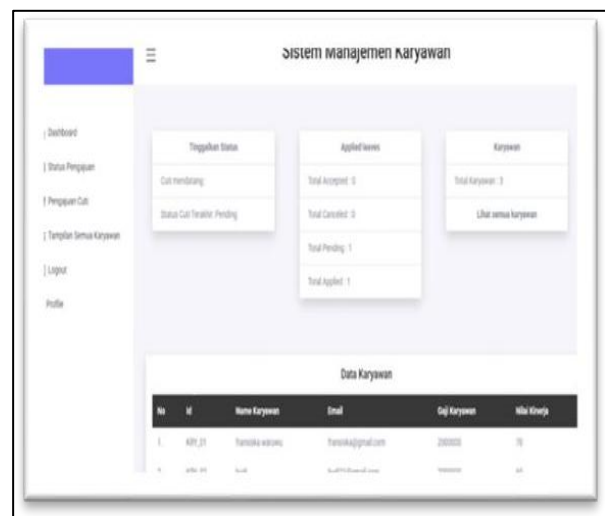 Sistem Manajemen Karyawan
Dashboard
Status Pengajuan
Pengajuan Cuti
Tampilan Semua Karyawan
Logout
Profile
Tinggalkan Status
Cuti mendatang:
Status Cuti Terakhir: Pending
Applied leaves
Total Accepted : 0
Total Canceled : 0
Total Pending : 1
Total Applied : 1
Karyawan
Total Karyawan : 3
Lihat semua karyawan
Data Karyawan
No Id Name Karyawan Email Gaji Karyawan Nilai Kinerja
1.